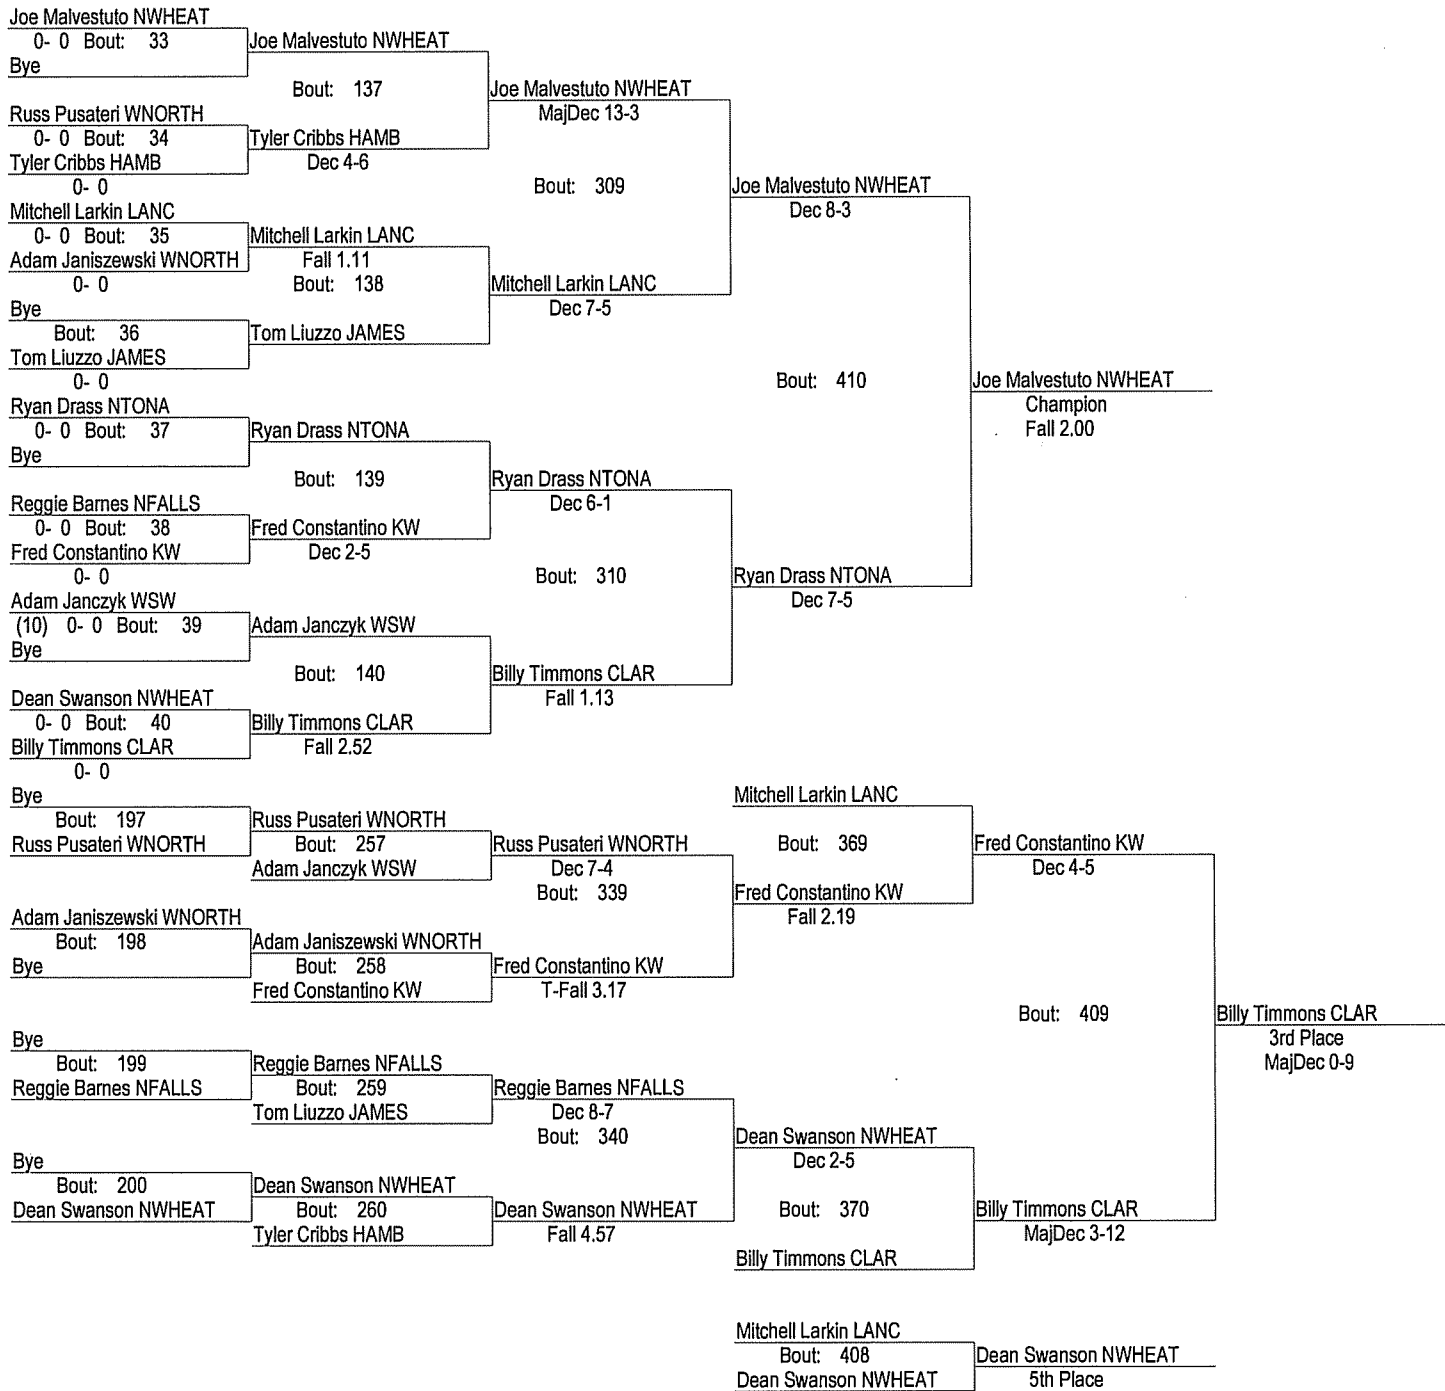 Joe Malvestuto NWHEAT
0- 0 Bout: 33
Bye
Joe Malvestuto NWHEAT
Bout: 137
Russ Pusateri WNORTH
0- 0 Bout: 34
Tyler Cribbs HAMB
0- 0
Tyler Cribbs HAMB
Dec 4-6
Joe Malvestuto NWHEAT
MajDec 13-3
Bout: 309
Mitchell Larkin LANC
0- 0 Bout: 35
Adam Janiszewski WNORTH
0- 0
Mitchell Larkin LANC
Fall 1.11
Bout: 138
Bye
Bout: 36
Tom Liuzzo JAMES
0- 0
Tom Liuzzo JAMES
Mitchell Larkin LANC
Dec 7-5
Joe Malvestuto NWHEAT
Dec 8-3
Bout: 410
Ryan Drass NTONA
0- 0 Bout: 37
Bye
Ryan Drass NTONA
Bout: 139
Reggie Barnes NFALLS
0- 0 Bout: 38
Fred Constantino KW
0- 0
Fred Constantino KW
Dec 2-5
Ryan Drass NTONA
Dec 6-1
Bout: 310
Adam Janczyk WSW
(10) 0- 0 Bout: 39
Bye
Adam Janczyk WSW
Bout: 140
Dean Swanson NWHEAT
0- 0 Bout: 40
Billy Timmons CLAR
0- 0
Billy Timmons CLAR
Fall 2.52
Billy Timmons CLAR
Fall 1.13
Ryan Drass NTONA
Dec 7-5
Joe Malvestuto NWHEAT
Champion
Fall 2.00
Bye
Bout: 197
Russ Pusateri WNORTH
Russ Pusateri WNORTH
Bout: 257
Adam Janczyk WSW
Russ Pusateri WNORTH
Dec 7-4
Bout: 339
Adam Janiszewski WNORTH
Bout: 198
Bye
Adam Janiszewski WNORTH
Bout: 258
Fred Constantino KW
Fred Constantino KW
T-Fall 3.17
Mitchell Larkin LANC
Bout: 369
Fred Constantino KW
Fall 2.19
Fred Constantino KW
Dec 4-5
Bout: 409
Bye
Bout: 199
Reggie Barnes NFALLS
Reggie Barnes NFALLS
Bout: 259
Tom Liuzzo JAMES
Reggie Barnes NFALLS
Dec 8-7
Bout: 340
Bye
Bout: 200
Dean Swanson NWHEAT
Dean Swanson NWHEAT
Bout: 260
Tyler Cribbs HAMB
Dean Swanson NWHEAT
Fall 4.57
Dean Swanson NWHEAT
Dec 2-5
Bout: 370
Billy Timmons CLAR
Billy Timmons CLAR
MajDec 3-12
Billy Timmons CLAR
3rd Place
MajDec 0-9
Mitchell Larkin LANC
Bout: 408
Dean Swanson NWHEAT
Dean Swanson NWHEAT
5th Place